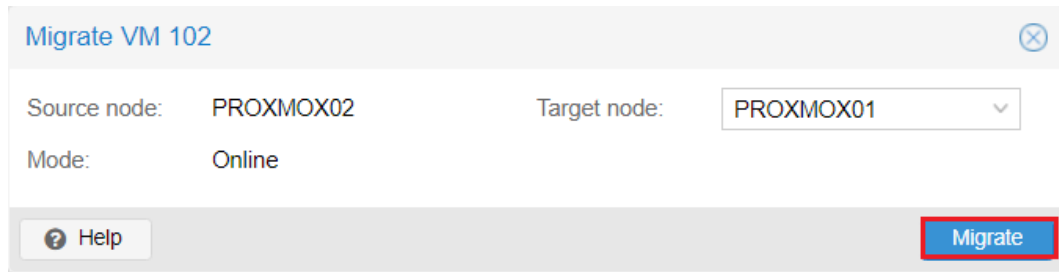 Migrate VM 102
Source node: PROXMOX02 Target node: PROXMOX01
Mode: Online
Help Migrate